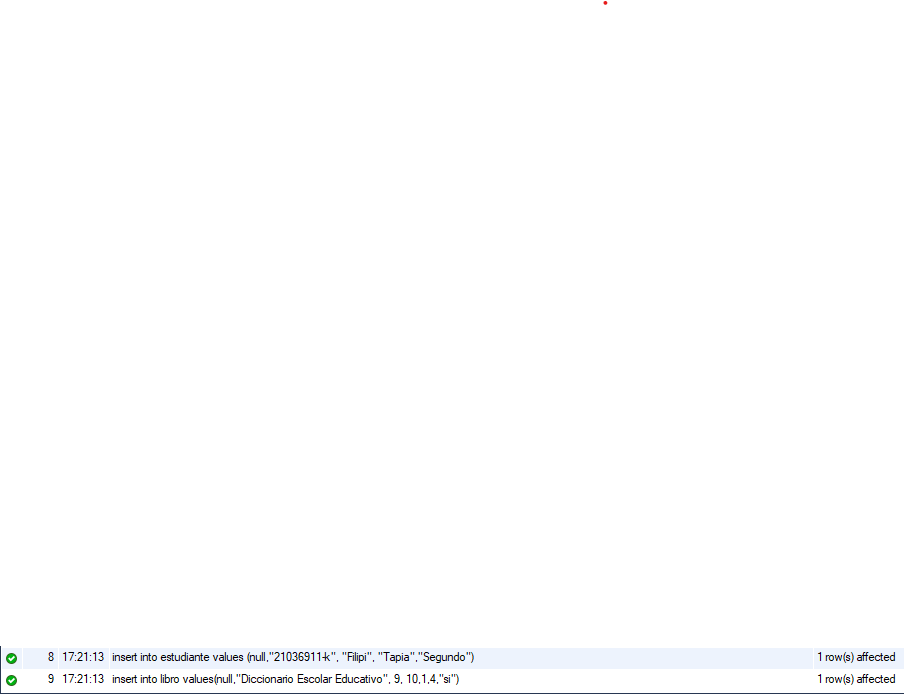 8 17:21:13 insert into estudiante values (null,"21036911-k", "Filipi", "Tapia","Segundo") 1 row(s) affected
9 17:21:13 insert into libro values(null,"Diccionario Escolar Educativo", 9, 10,1,4,"si") 1 row(s) affected